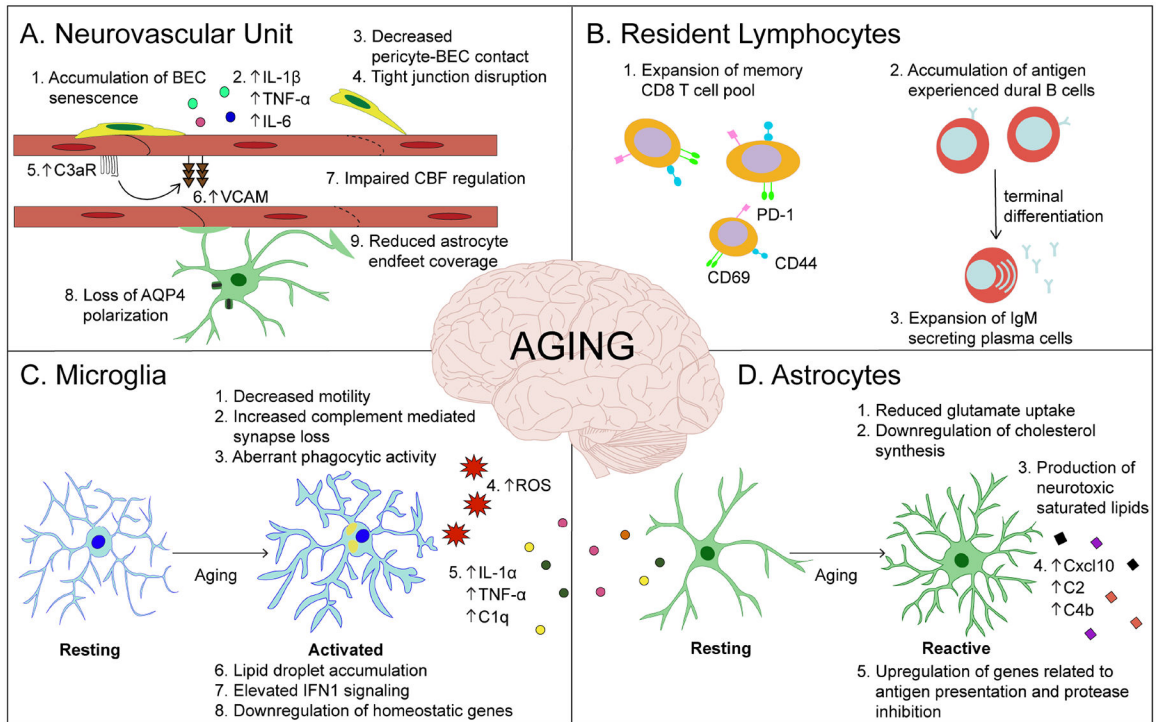 A. Neurovascular Unit
1. Accumulation of BEC
senescence
2. ↑IL-1β
↑TNF-α
↑IL-6
3. Decreased
pericyte-BEC contact
4. Tight junction disruption
5.↑C3aR
6.↑VCAM
7. Impaired CBF regulation
8. Loss of AQP4
polarization
9. Reduced astrocyte
endfeet coverage
B. Resident Lymphocytes
1. Expansion of memory
CD8 T cell pool
PD-1
CD44
CD69
2. Accumulation of antigen
experienced dural B cells
terminal
differentiation
3. Expansion of IgM
secreting plasma cells
AGING
C. Microglia
1. Decreased motility
2. Increased complement mediated
synapse loss
3. Aberrant phagocytic activity
4. ↑ROS
Aging
5. ↑IL-1α
↑TNF-α
↑C1q
Resting
Activated
6. Lipid droplet accumulation
7. Elevated IFN1 signaling
8. Downregulation of homeostatic genes
D. Astrocytes
1. Reduced glutamate uptake
2. Downregulation of cholesterol
synthesis
3. Production of
neurotoxic
saturated lipids
Aging
4. ↑Cxcl10
↑C2
↑C4b
Resting
Reactive
5. Upregulation of genes related to
antigen presentation and protease
inhibition